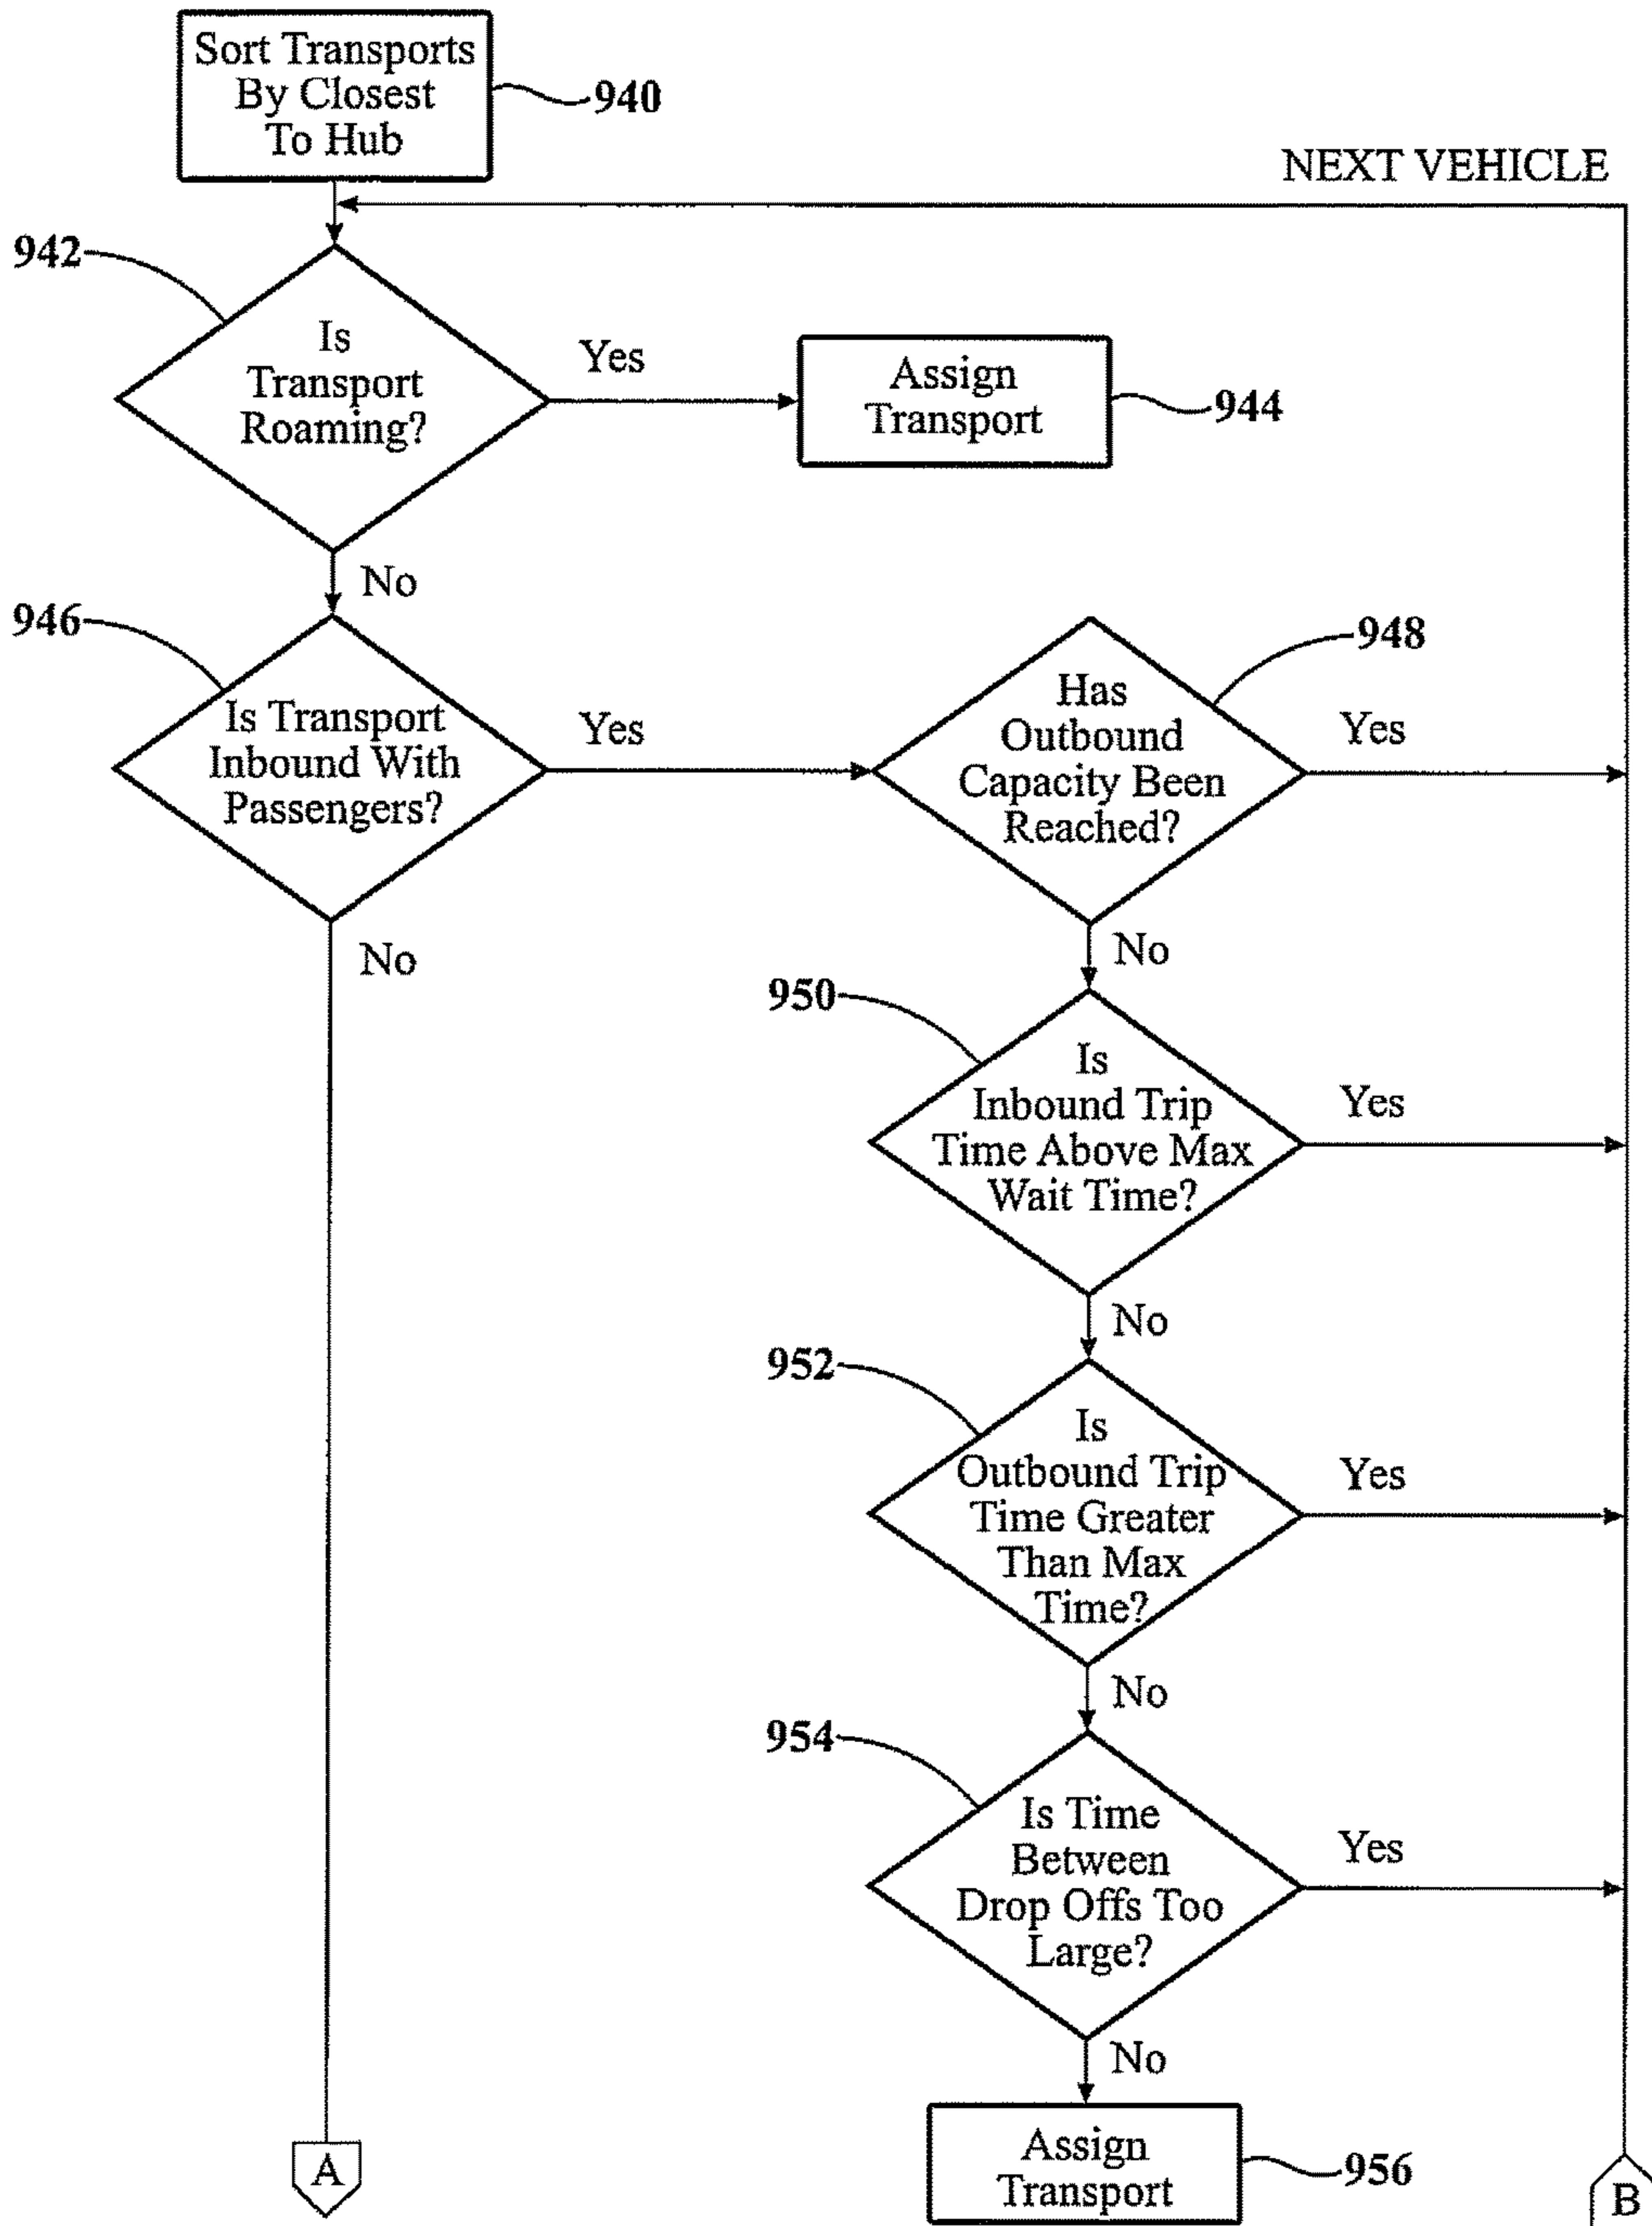 Sort Transports
By Closest
To Hub
940
NEXT VEHICLE
942
Is
Transport
Roaming?
Yes
Assign
Transport
944
No
946
Is Transport
Inbound With
Passengers?
Yes
948
Has
Outbound
Capacity Been
Reached?
Yes
No
No
950
Is
Inbound Trip
Time Above Max
Wait Time?
Yes
No
952
Is
Outbound Trip
Time Greater
Than Max
Time?
Yes
No
954
Is Time
Between
Drop Offs Too
Large?
Yes
No
A
Assign
Transport
956
B